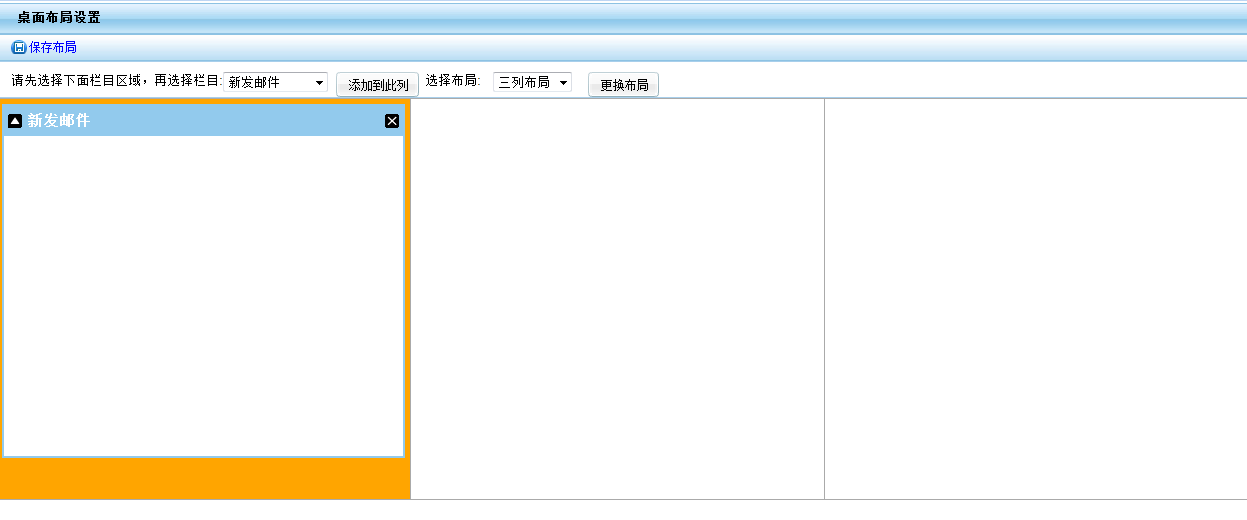 桌面布局设置
保存布局
请先选择下面栏目区域，再选择栏目: 新发邮件 添加到此列 选择布局: 三列布局 更换布局
新发邮件